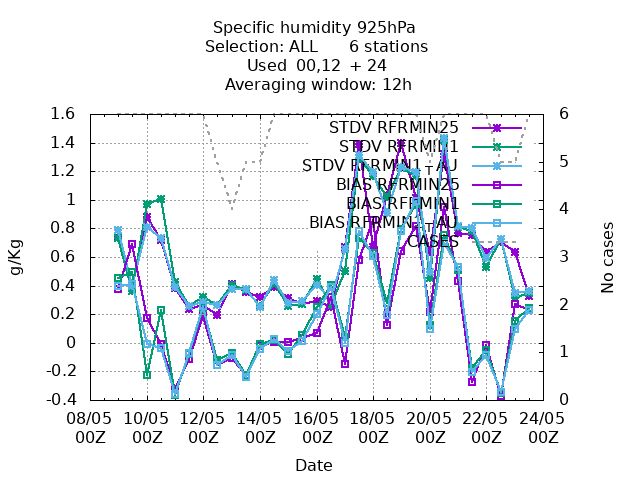 Specific humidity 925hPa
Selection: ALL      6 stations
Used  00,12  + 24
Averaging window: 12h
1.6
1.4
1.2
1
0.8
0.6
0.4
0.2
0
-0.2
-0.4
g/Kg
STDV RFRMIN25
STDV RFRMIN1
STDV RFRMIN1_AU
BIAS RFRMIN25
BIAS RFRMIN1
BIAS RFRMIN1_AU
CASES
6
5
4
3
2
1
0
No cases
08/05 10/05 12/05 14/05 16/05 18/05 20/05 22/05 24/05
00Z 00Z 00Z 00Z 00Z 00Z 00Z 00Z 00Z
Date